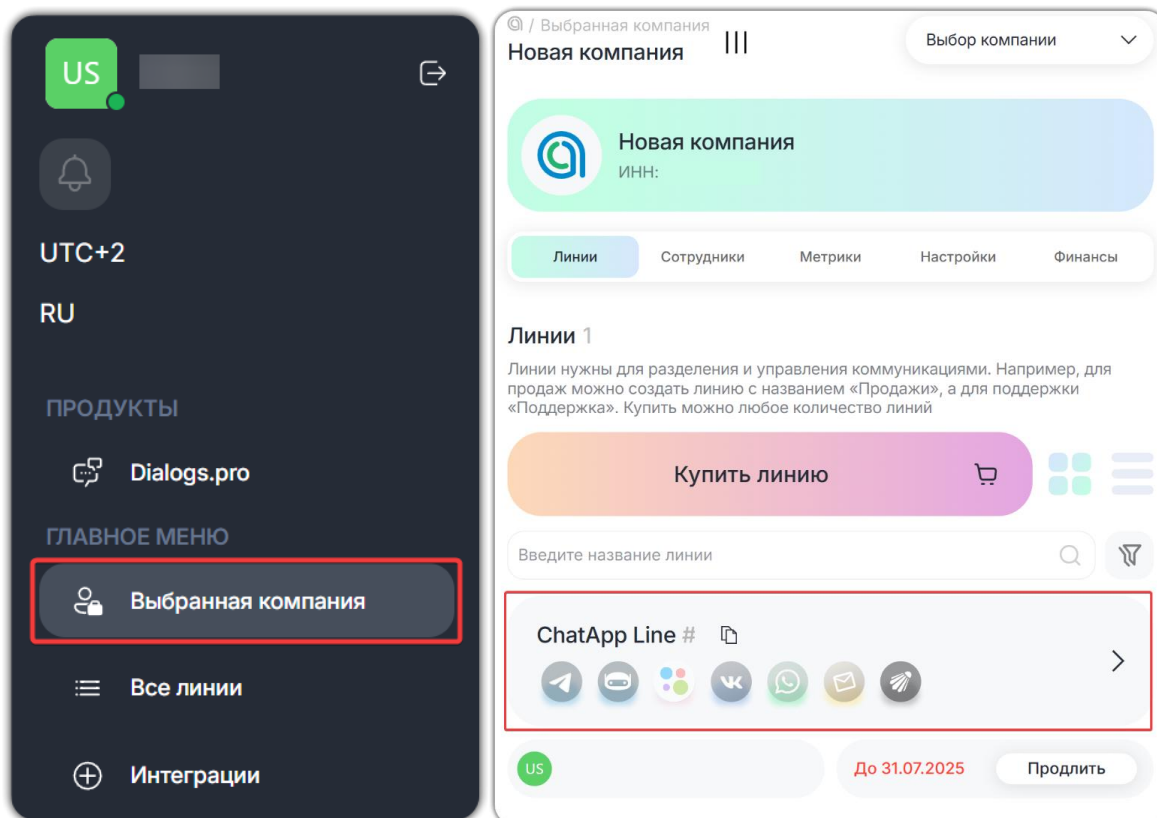 US
UTC+2
RU
ПРОДУКТЫ
Dialogs.pro
ГЛАВНОЕ МЕНЮ
Выбранная компания
Все линии
Интеграции
/ Выбранная компания
Новая компания
Выбор компании
Новая компания
ИНН:
Линии Сотрудники Метрики Настройки Финансы
Линии 1
Линии нужны для разделения и управления коммуникациями. Например, для
продаж можно создать линию с названием «Продажи», а для поддержки
«Поддержка». Купить можно любое количество линий
Купить линию
Введите название линии
ChatApp Line #
US
До 31.07.2025 Продлить